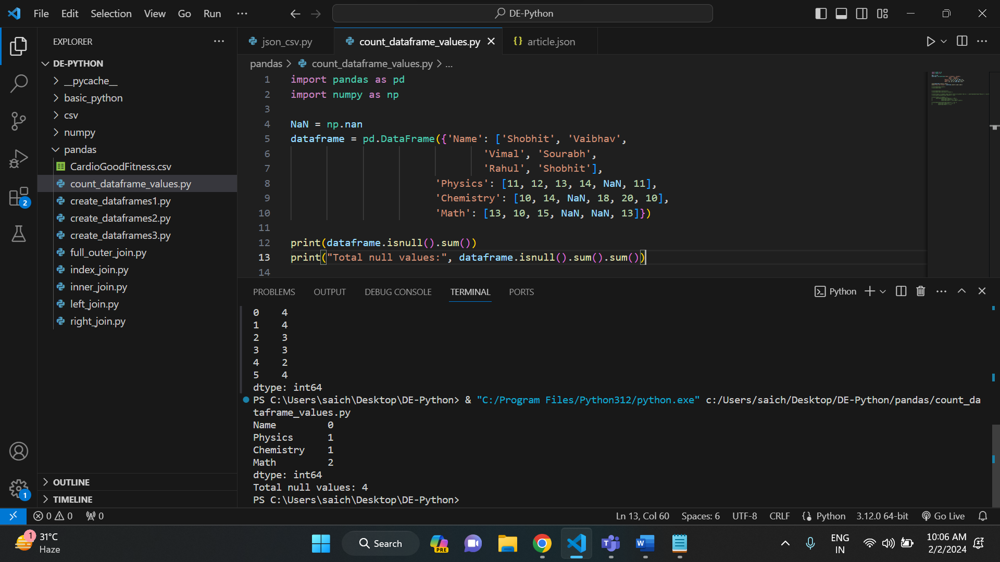 File Edit Selection View Go Run ... DE-Python
EXPLORER
DE-PYTHON
__pycache__
basic_python
csv
numpy
pandas
CardioGoodFitness.csv
count_dataframe_values.py
create_dataframes1.py
create_dataframes2.py
create_dataframes3.py
full_outer_join.py
index_join.py
inner_join.py
left_join.py
right_join.py
OUTLINE
TIMELINE
2
1
json_csv.py count_dataframe_values.py {} article.json
pandas > count_dataframe_values.py > ...
1 import pandas as pd
2 import numpy as np
3
4 NaN = np.nan
5 dataframe = pd.DataFrame({'Name': ['Shobhit', 'Vaibhav',
6 'Vimal', 'Sourabh',
7 'Rahul', 'Shobhit'],
8 'Physics': [11, 12, 13, 14, NaN, 11],
9 'Chemistry': [10, 14, NaN, 18, 20, 10],
10 'Math': [13, 10, 15, NaN, NaN, 13]})
11
12 print(dataframe.isnull().sum())
13 print("Total null values:", dataframe.isnull().sum().sum())
14
PROBLEMS OUTPUT DEBUG CONSOLE TERMINAL PORTS Python
0 4
1 4
2 3
3 3
4 2
5 4
dtype: int64
PS C:\Users\saich\Desktop\DE-Python> & "C:/Program Files/Python312/python.exe" c:/Users/saich/Desktop/DE-Python/pandas/count_da
taframe_values.py
Name 0
Physics 1
Chemistry 1
Math 2
dtype: int64
Total null values: 4
PS C:\Users\saich\Desktop\DE-Python>
0 0 0 Ln 13, Col 60 Spaces: 6 UTF-8 CRLF Python 3.12.0 64-bit Go Live
1 31°C
Haze
Search
PRE
ENG
IN
10:06 AM
2/2/2024